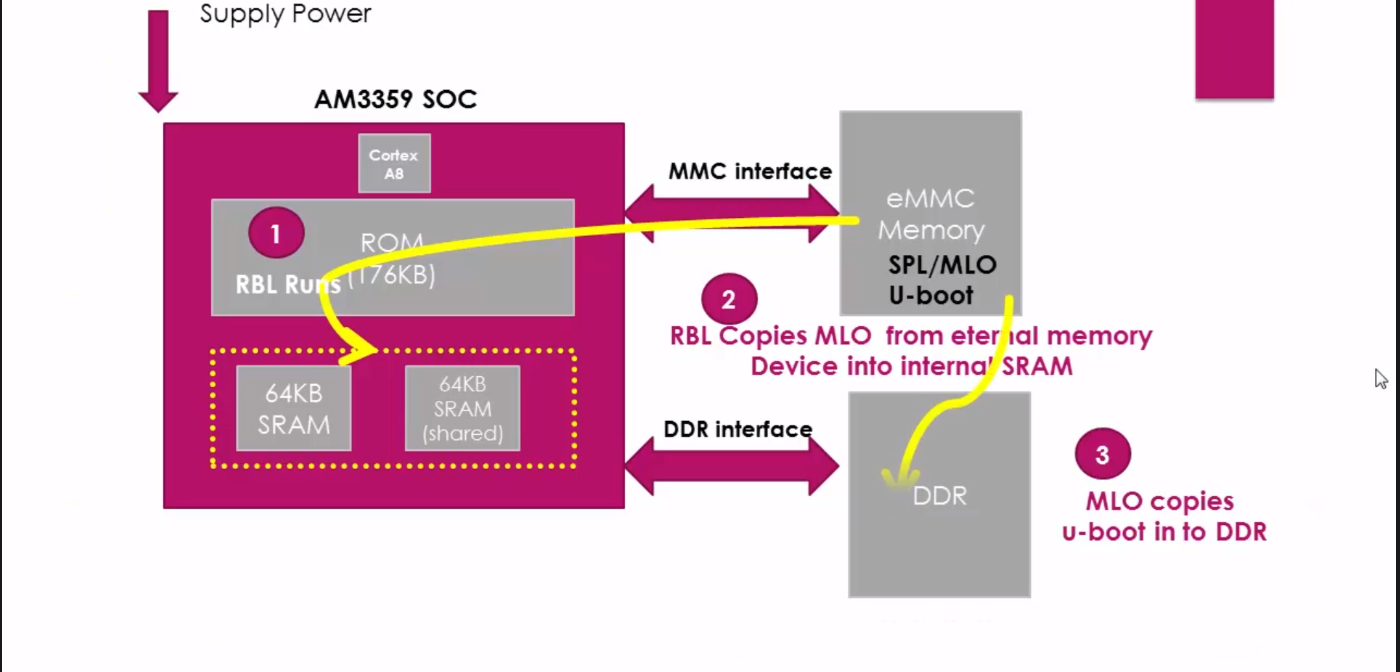 Supply Power
AM3359 SOC
Cortex
A8
MMC interface
1
ROM
(176KB)
RBL Runs
eMMC
Memory
SPL/MLO
U-boot
2
RBL Copies MLO from eternal memory
Device into internal SRAM
64KB
SRAM
64KB
SRAM
(shared)
DDR interface
DDR
3
MLO copies
u-boot in to DDR